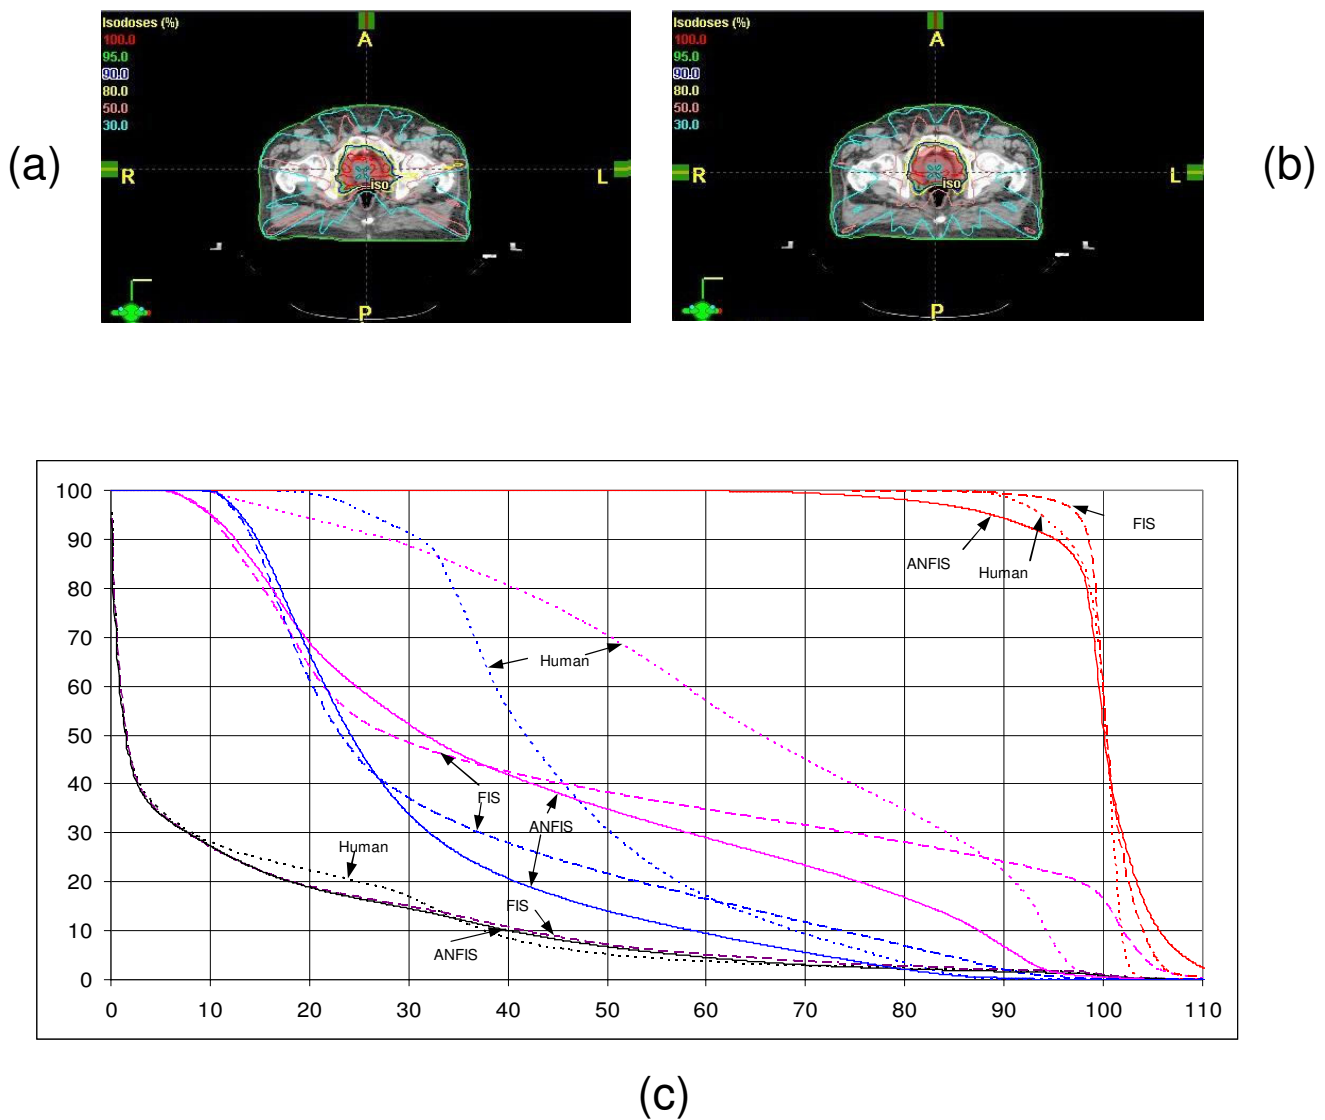 (a)
Isodoses (%)
100.0
95.0
90.0
80.0
50.0
30.0
A
R
L
P
iso
Isodoses (%)
100.0
95.0
90.0
80.0
50.0
30.0
A
R
L
P
ISO
(b)
100
90
80
70
60
50
40
30
20
10
0
FIS
ANFIS
Human
Human
FIS
ANFIS
Human
FIS
ANFIS
0 10 20 30 40 50 60 70 80 90 100 110
(c)